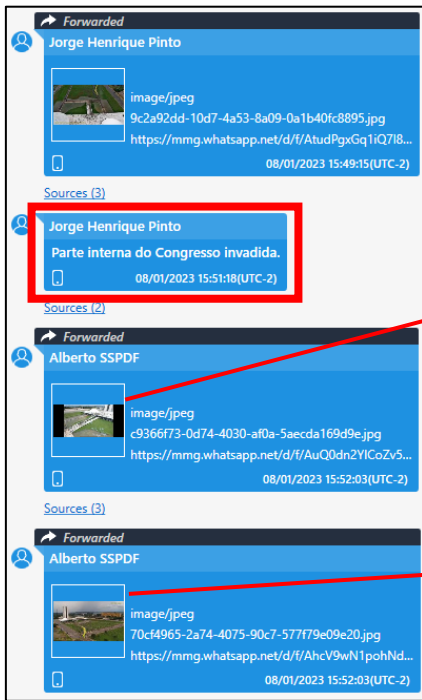 Forwarded
Jorge Henrique Pinto
image/jpeg
9c2a92dd-10d7-4a53-8a09-0a1b40fc8895.jpg
https://mmg.whatsapp.net/d/f/AtudPgxGq1iQ7l8...
08/01/2023 15:49:15(UTC-2)
Sources (3)
Jorge Henrique Pinto
Parte interna do Congresso invadida.
08/01/2023 15:51:18(UTC-2)
Sources (2)
Forwarded
Alberto SSPDF
image/jpeg
c9366f73-0d74-4030-af0a-5aecda169d9e.jpg
https://mmg.whatsapp.net/d/f/AuQ0dn2YlCoZv5...
08/01/2023 15:52:03(UTC-2)
Sources (3)
Forwarded
Alberto SSPDF
image/jpeg
70cf4965-2a74-4075-90c7-577f79e09e20.jpg
https://mmg.whatsapp.net/d/f/AhcV9wN1pohNd...
08/01/2023 15:52:03(UTC-2)